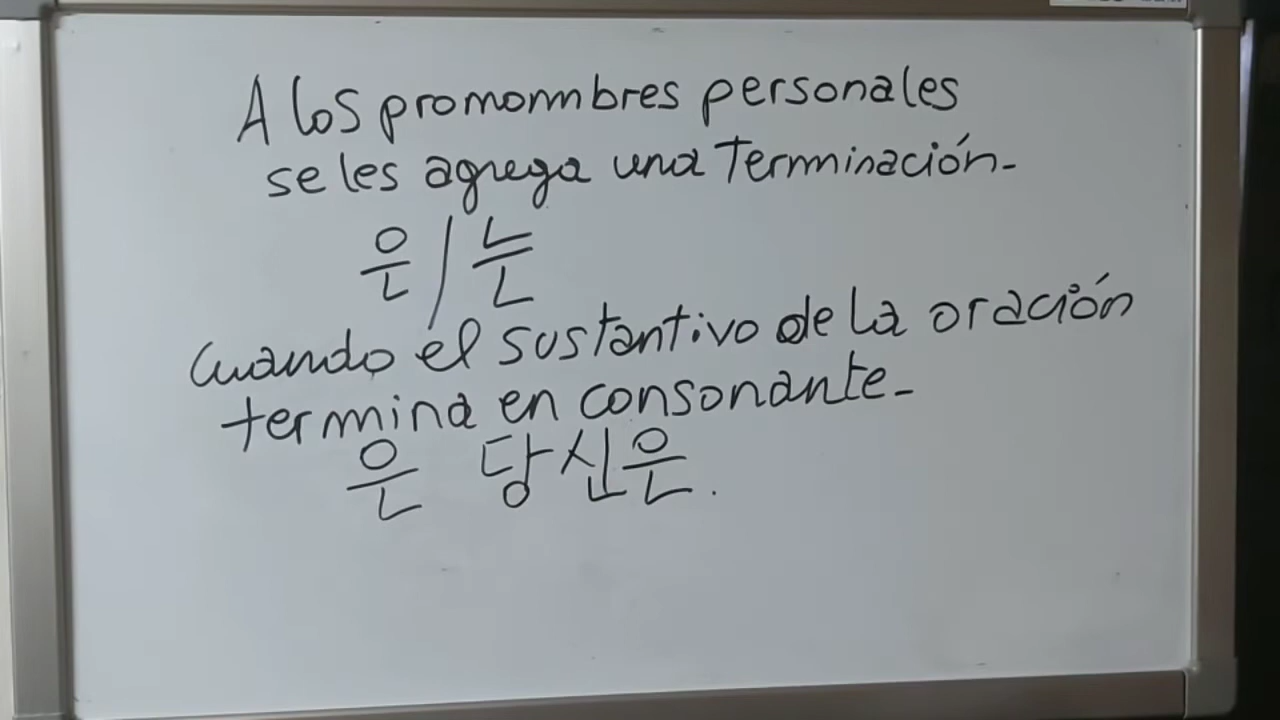 A los promombres personales
se les agrega una Terminación-
은/는
Cuando el sustantivo de la oración
termina en consonante-
은 당신은.